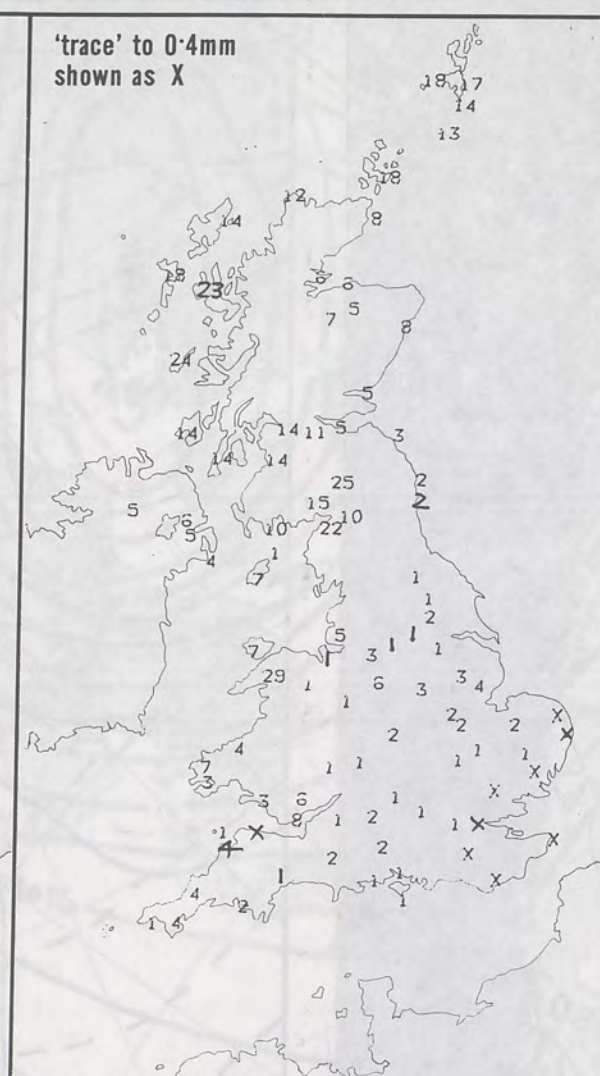 ‘trace’ to 0·4mm
shown as X
18 17
14
13
18
12
14 8
18 6 6
23
7 5
8
24
5
14 14 11 5 3
14 14
25 2
15 2
5 6 10 22 10
5
4 1
7
1
1
2
5 1
7 1 3 1 1
29 1 6 3 3 4
1
2 2 2 X
4 2 X
7 1 1 1 1 1
3 X
3 6 1 X
8 1 2 1 1 X
1 X X
4 2 2 X
1 1 1 X
4 2 1
1 4